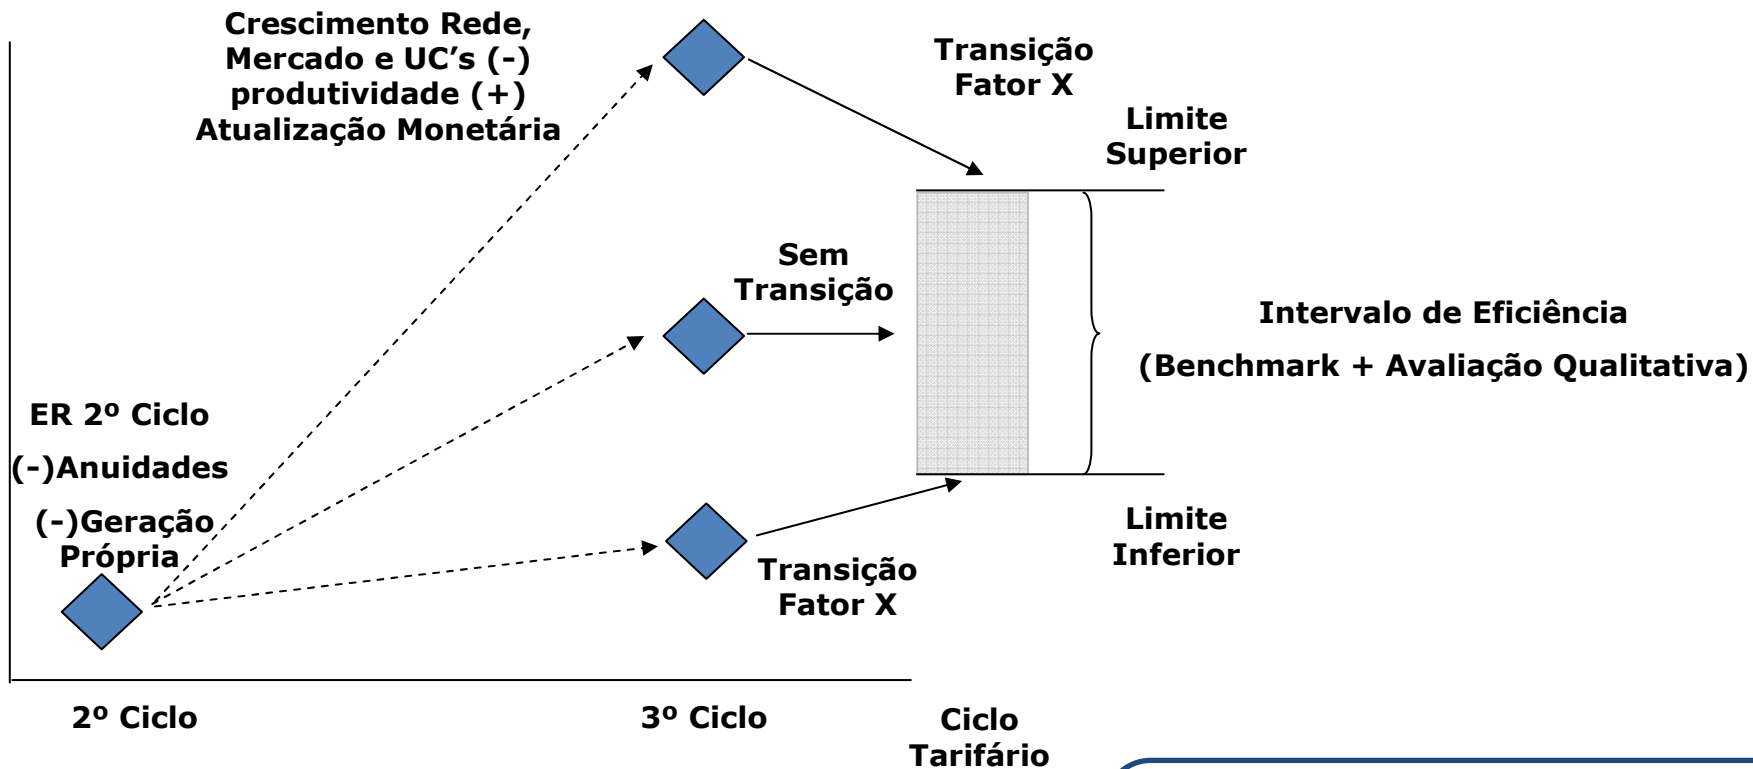 Crescimento Rede,
Mercado e UC’s (-)
produtividade (+)
Atualização Monetária
Transição
Fator X
Limite
Superior
Sem
Transição
Intervalo de Eficiência
(Benchmark + Avaliação Qualitativa)
ER 2º Ciclo
(-)Anuidades
(-)Geração
Própria
Limite
Inferior
Transição
Fator X
2º Ciclo
3º Ciclo
Ciclo
Tarifário